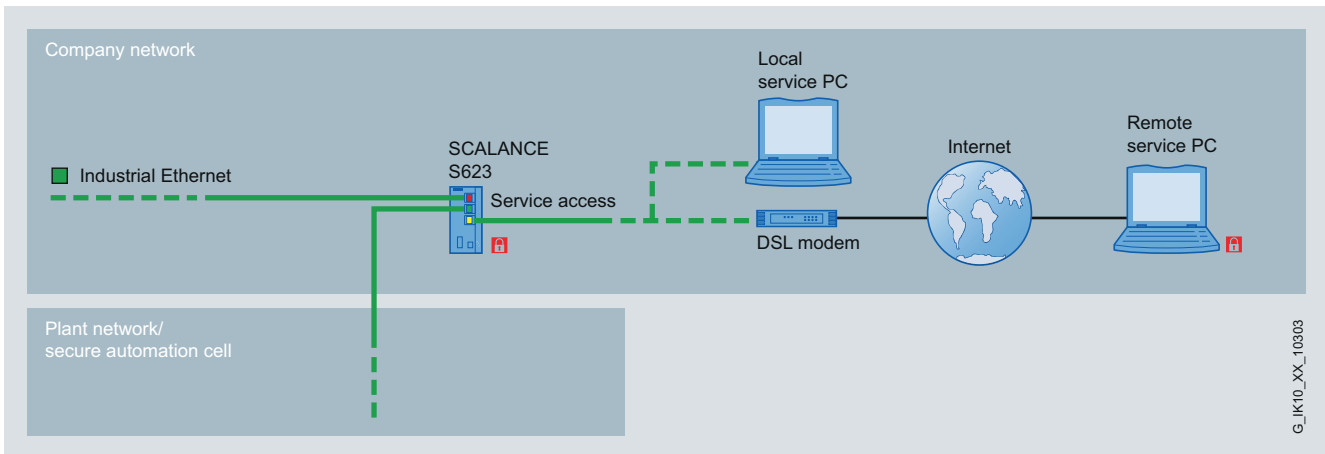 Company network
Local
service PC
Remote
service PC
Internet
SCALANCE
S623
Industrial Ethernet
Service access
DSL modem
Plant network/
secure automation cell
G_IK10_XX_10303